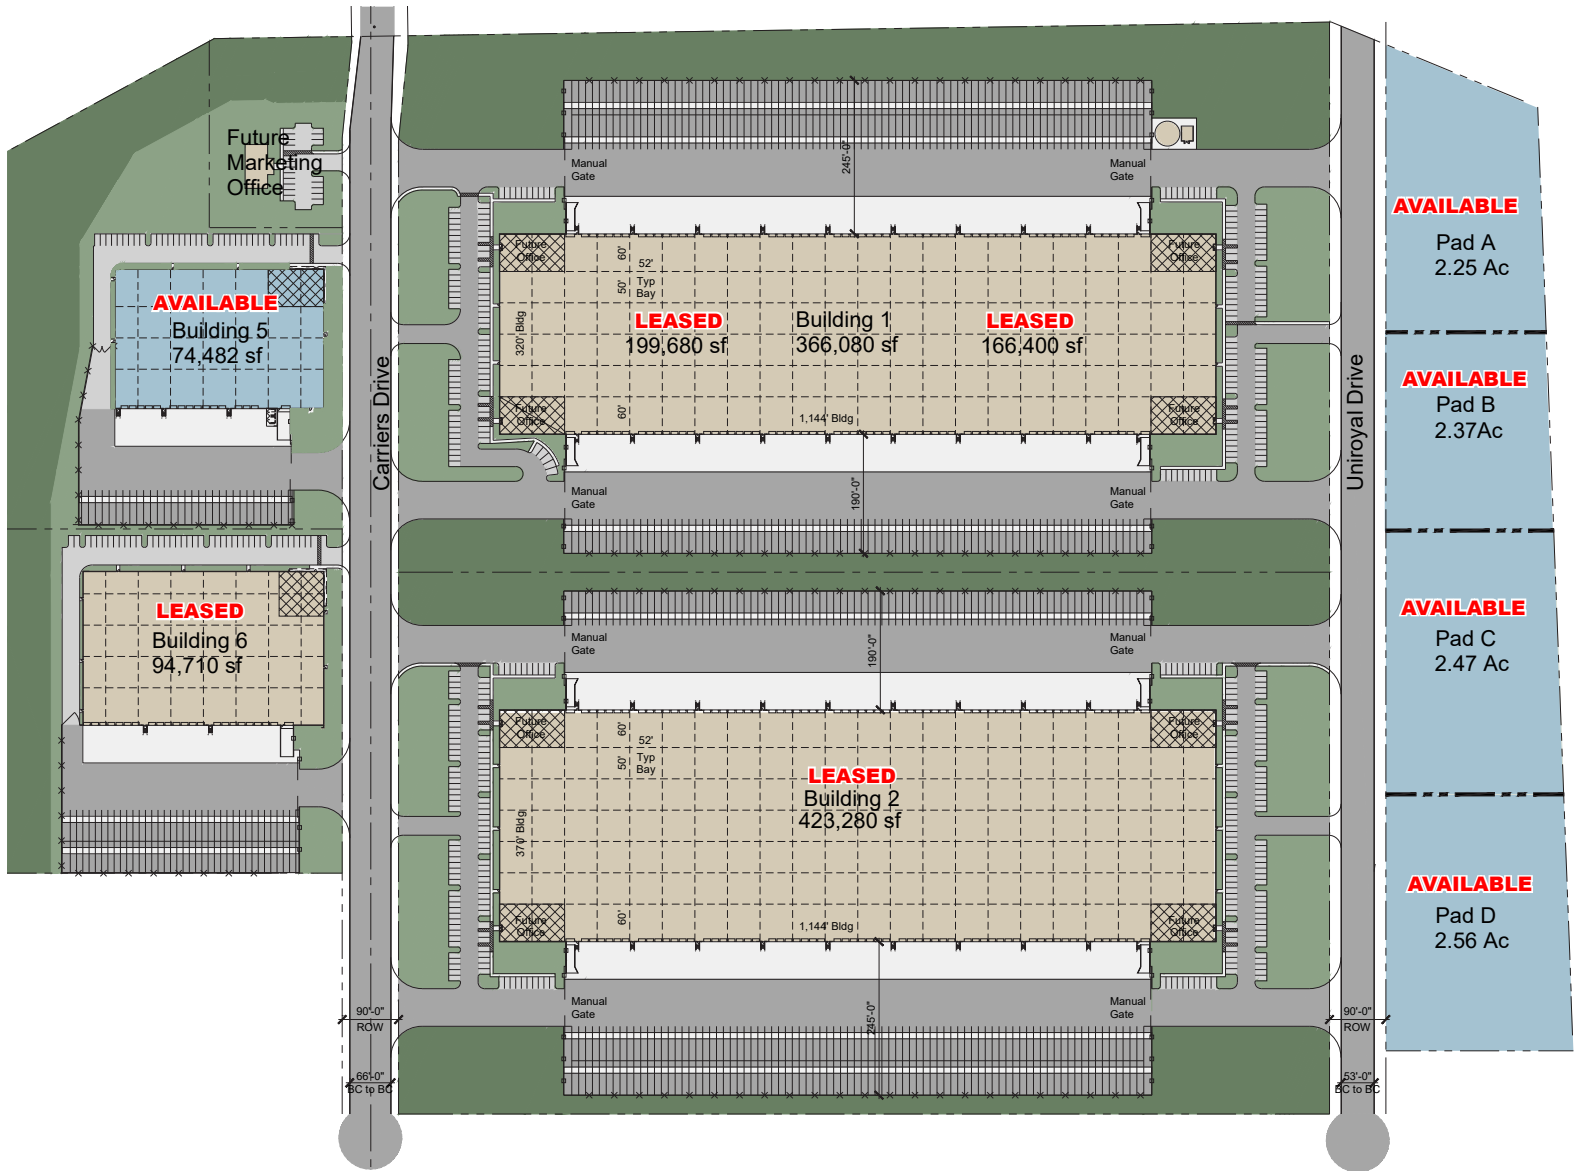 Future
Marketing
Office
AVAILABLE
Building 5
74,482 sf
LEASED
Building 6
94,710 sf
Carriers Drive
90'-0"
ROW
66'-0"
BC to BC
Manual
Gate
245'-0"
Manual
Gate
Future
Office
60'
52'
50'
Typ
Bay
Future
Office
320' Bldg
LEASED
199,680 sf
Building 1
366,080 sf
LEASED
166,400 sf
Future
Office
60'
1,144' Bldg
Future
Office
Manual
Gate
190'-0"
Manual
Gate
Manual
Gate
190'-0"
Manual
Gate
Future
Office
60'
52'
50'
Typ
Bay
Future
Office
LEASED
Building 2
423,280 sf
370' Bldg
Future
Office
60'
1,144' Bldg
Future
Office
Manual
Gate
245'-0"
Manual
Gate
Uniroyal Drive
90'-0"
ROW
53'-0"
BC to BC
AVAILABLE
Pad A
2.25 Ac
AVAILABLE
Pad B
2.37Ac
AVAILABLE
Pad C
2.47 Ac
AVAILABLE
Pad D
2.56 Ac